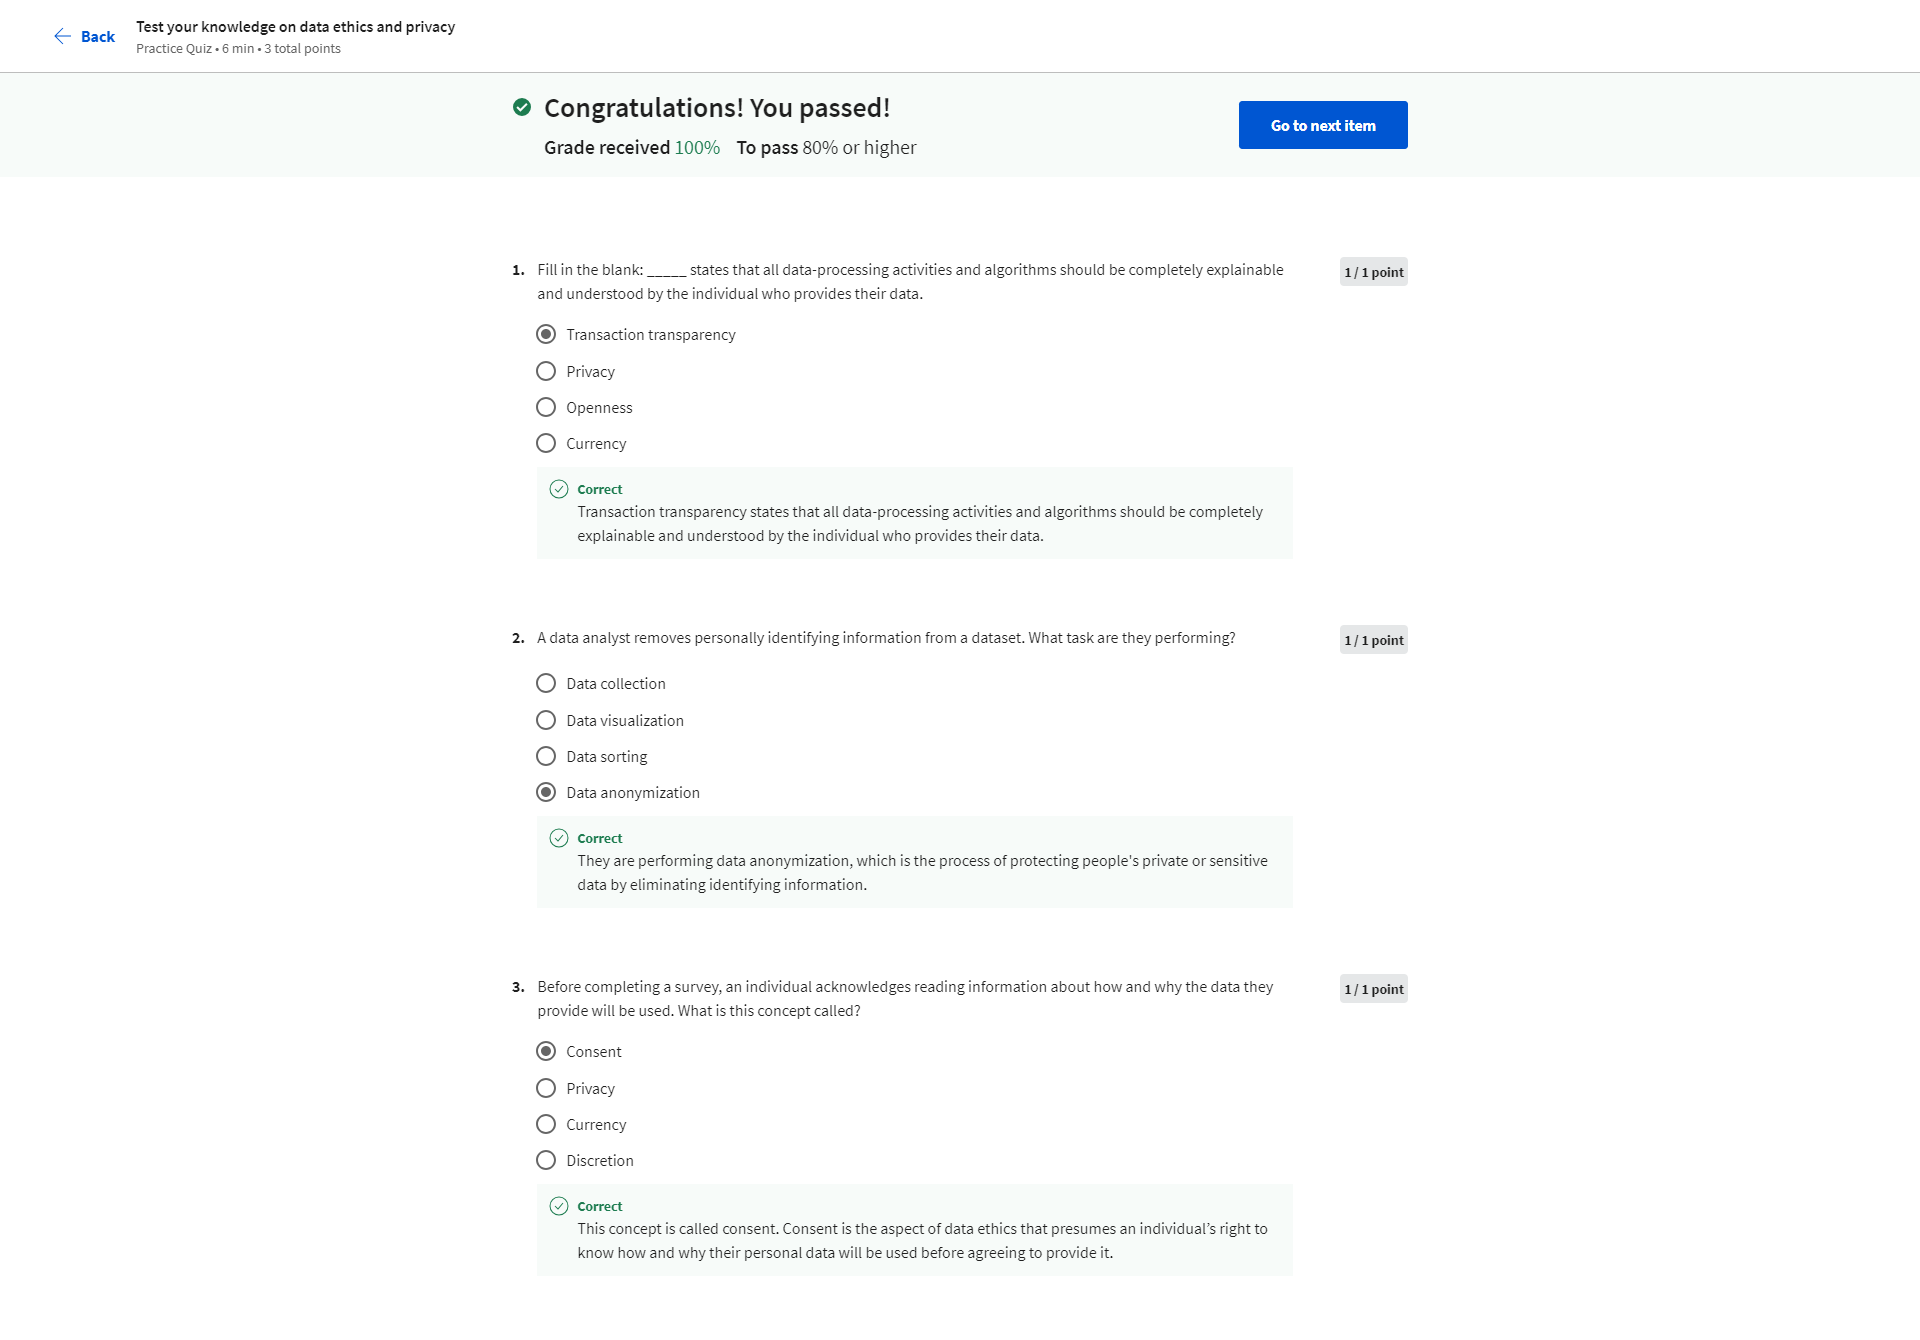 Back
Test your knowledge on data ethics and privacy
Practice Quiz • 6 min • 3 total points
Congratulations! You passed!
Grade received 100% To pass 80% or higher
Go to next item
1. Fill in the blank: _____ states that all data-processing activities and algorithms should be completely explainable
and understood by the individual who provides their data.
1 / 1 point
Transaction transparency
Privacy
Openness
Currency
Correct
Transaction transparency states that all data-processing activities and algorithms should be completely
explainable and understood by the individual who provides their data.
2. A data analyst removes personally identifying information from a dataset. What task are they performing?
1 / 1 point
Data collection
Data visualization
Data sorting
Data anonymization
Correct
They are performing data anonymization, which is the process of protecting people's private or sensitive
data by eliminating identifying information.
3. Before completing a survey, an individual acknowledges reading information about how and why the data they
provide will be used. What is this concept called?
1 / 1 point
Consent
Privacy
Currency
Discretion
Correct
This concept is called consent. Consent is the aspect of data ethics that presumes an individual’s right to
know how and why their personal data will be used before agreeing to provide it.